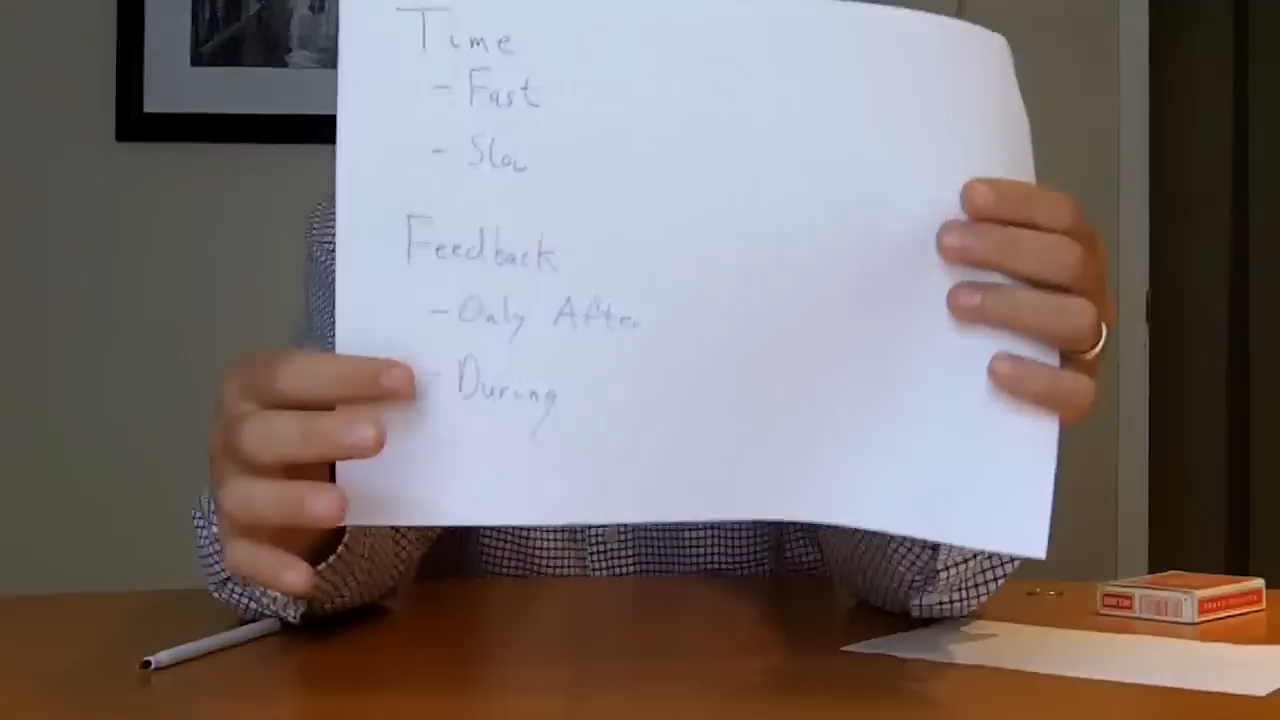 Time
- Fast
- Slow
Feedback
- Only After
- During